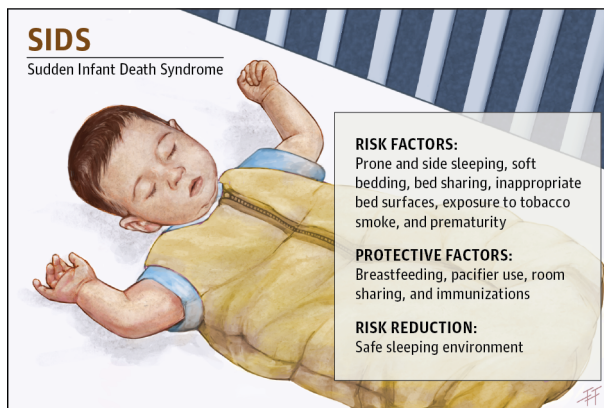 SIDS
Sudden Infant Death Syndrome
RISK FACTORS:
Prone and side sleeping, soft
bedding, bed sharing, inappropriate
bed surfaces, exposure to tobacco
smoke, and prematurity
PROTECTIVE FACTORS:
Breastfeeding, pacifier use, room
sharing, and immunizations
RISK REDUCTION:
Safe sleeping environment